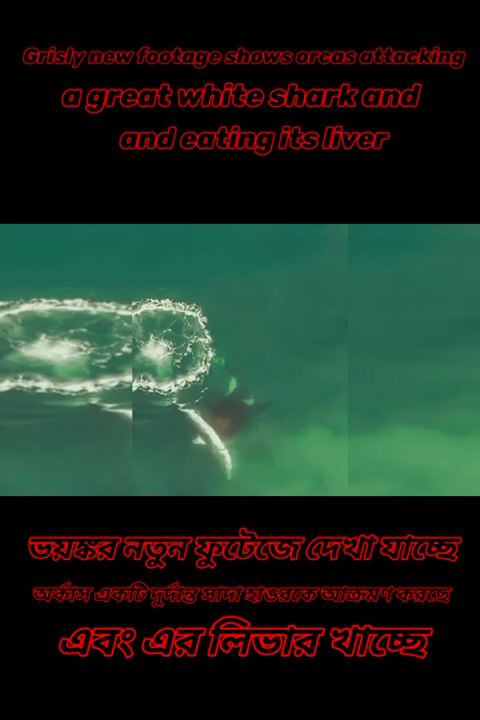 Grisly new footage shows orcas attacking
a great white shark and
and eating its liver
ভয়ঙ্কর নতুন ফুটেজে দেখা যাচ্ছে
অর্কাস একটি দুর্দান্ত সাদা হাঙরকে আক্রমণ করছে
এবং এর লিভার খাচ্ছে